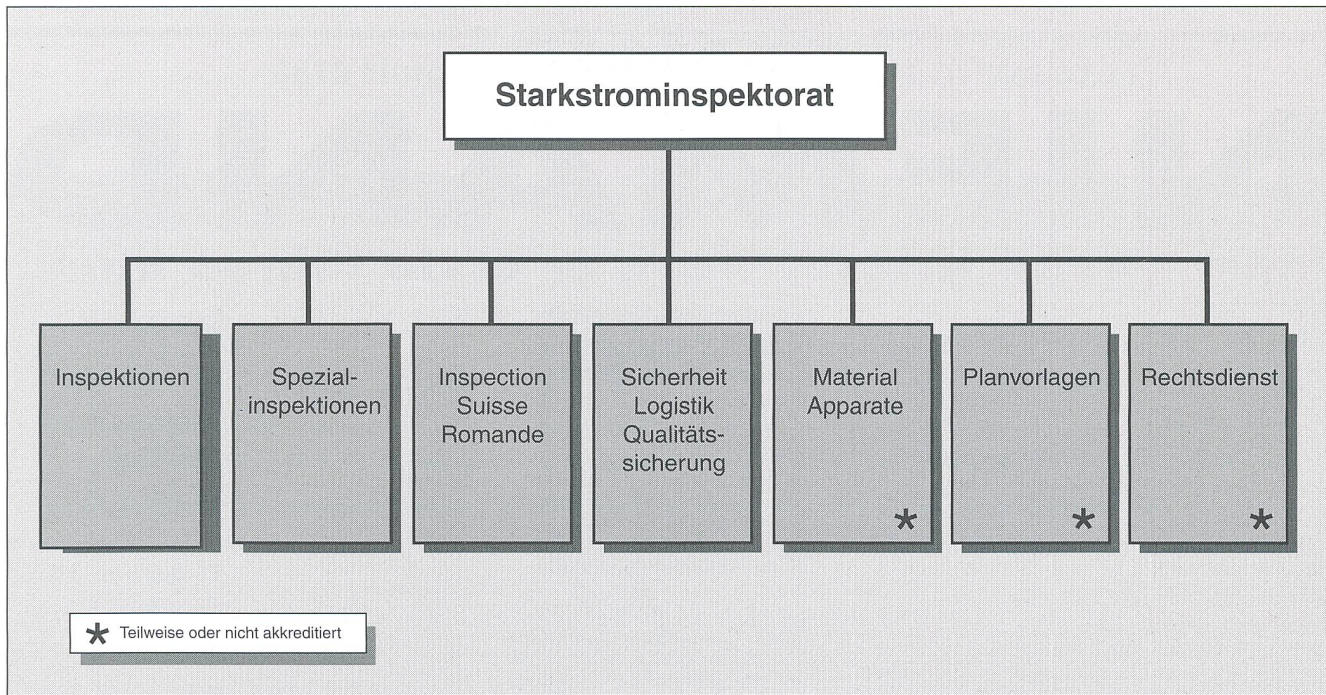 Starkstrominspektorat
Inspektionen
Spezial-
inspektionen
Inspection
Suisse
Romande
Sicherheit
Logistik
Qualitäts-
sicherung
Material
Apparate
*
Planvorlagen
*
Rechtsdienst
*
* Teilweise oder nicht akkreditiert